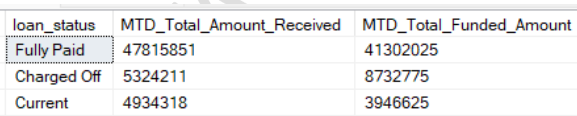 loan_status MTD_Total_Amount_Received MTD_Total_Funded_Amount
Fully Paid 47815851 41302025
Charged Off 5324211 8732775
Current 4934318 3946625